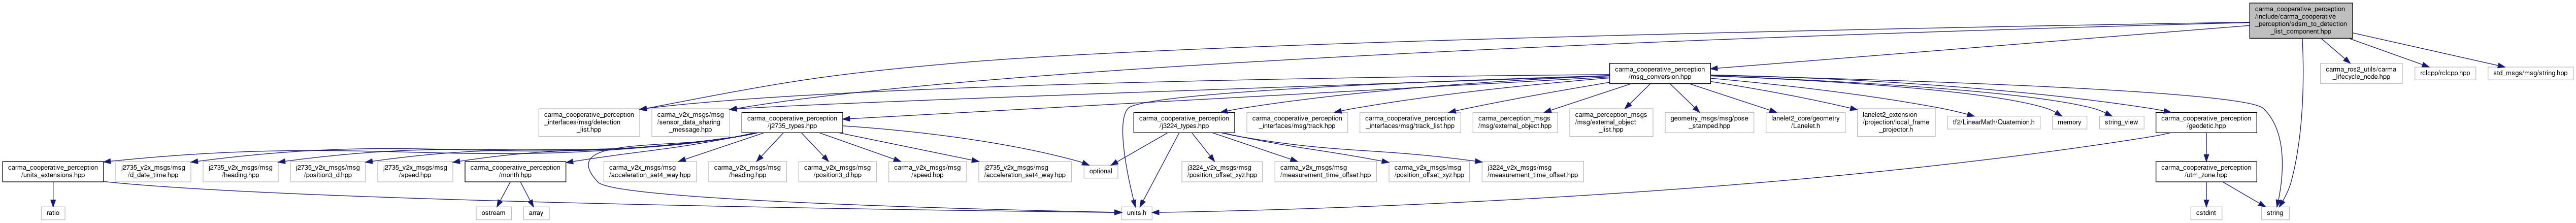 carma_cooperative_perception
/include/carma_cooperative
_perception/sdsm_to_detection
_list_component.hpp
carma_cooperative_perception
/msg_conversion.hpp
carma_ros2_utils/carma
_lifecycle_node.hpp
rclcpp/rclcpp.hpp
std_msgs/msg/string.hpp
carma_cooperative_perception
_interfaces/msg/detection
_list.hpp
carma_v2x_msgs/msg
/sensor_data_sharing
_message.hpp
carma_cooperative_perception
/j2735_types.hpp
carma_cooperative_perception
/j3224_types.hpp
carma_cooperative_perception
_interfaces/msg/track.hpp
carma_cooperative_perception
_interfaces/msg/track_list.hpp
carma_perception_msgs
/msg/external_object.hpp
carma_perception_msgs
/msg/external_object
_list.hpp
geometry_msgs/msg/pose
_stamped.hpp
lanelet2_core/geometry
/Lanelet.h
lanelet2_extension
/projection/local_frame
_projector.h
tf2/LinearMath/Quaternion.h
memory
string_view
carma_cooperative_perception
/geodetic.hpp
carma_cooperative_perception
/units_extensions.hpp
j2735_v2x_msgs/msg
/d_date_time.hpp
j2735_v2x_msgs/msg
/heading.hpp
j2735_v2x_msgs/msg
/position3_d.hpp
j2735_v2x_msgs/msg
/speed.hpp
carma_cooperative_perception
/month.hpp
carma_v2x_msgs/msg
/acceleration_set4_way.hpp
carma_v2x_msgs/msg
/heading.hpp
carma_v2x_msgs/msg
/position3_d.hpp
carma_v2x_msgs/msg
/speed.hpp
j2735_v2x_msgs/msg
/acceleration_set4_way.hpp
optional
j3224_v2x_msgs/msg
/position_offset_xyz.hpp
carma_v2x_msgs/msg
/measurement_time_offset.hpp
carma_v2x_msgs/msg
/position_offset_xyz.hpp
j3224_v2x_msgs/msg
/measurement_time_offset.hpp
carma_cooperative_perception
/utm_zone.hpp
ratio
ostream
array
units.h
cstdint
string